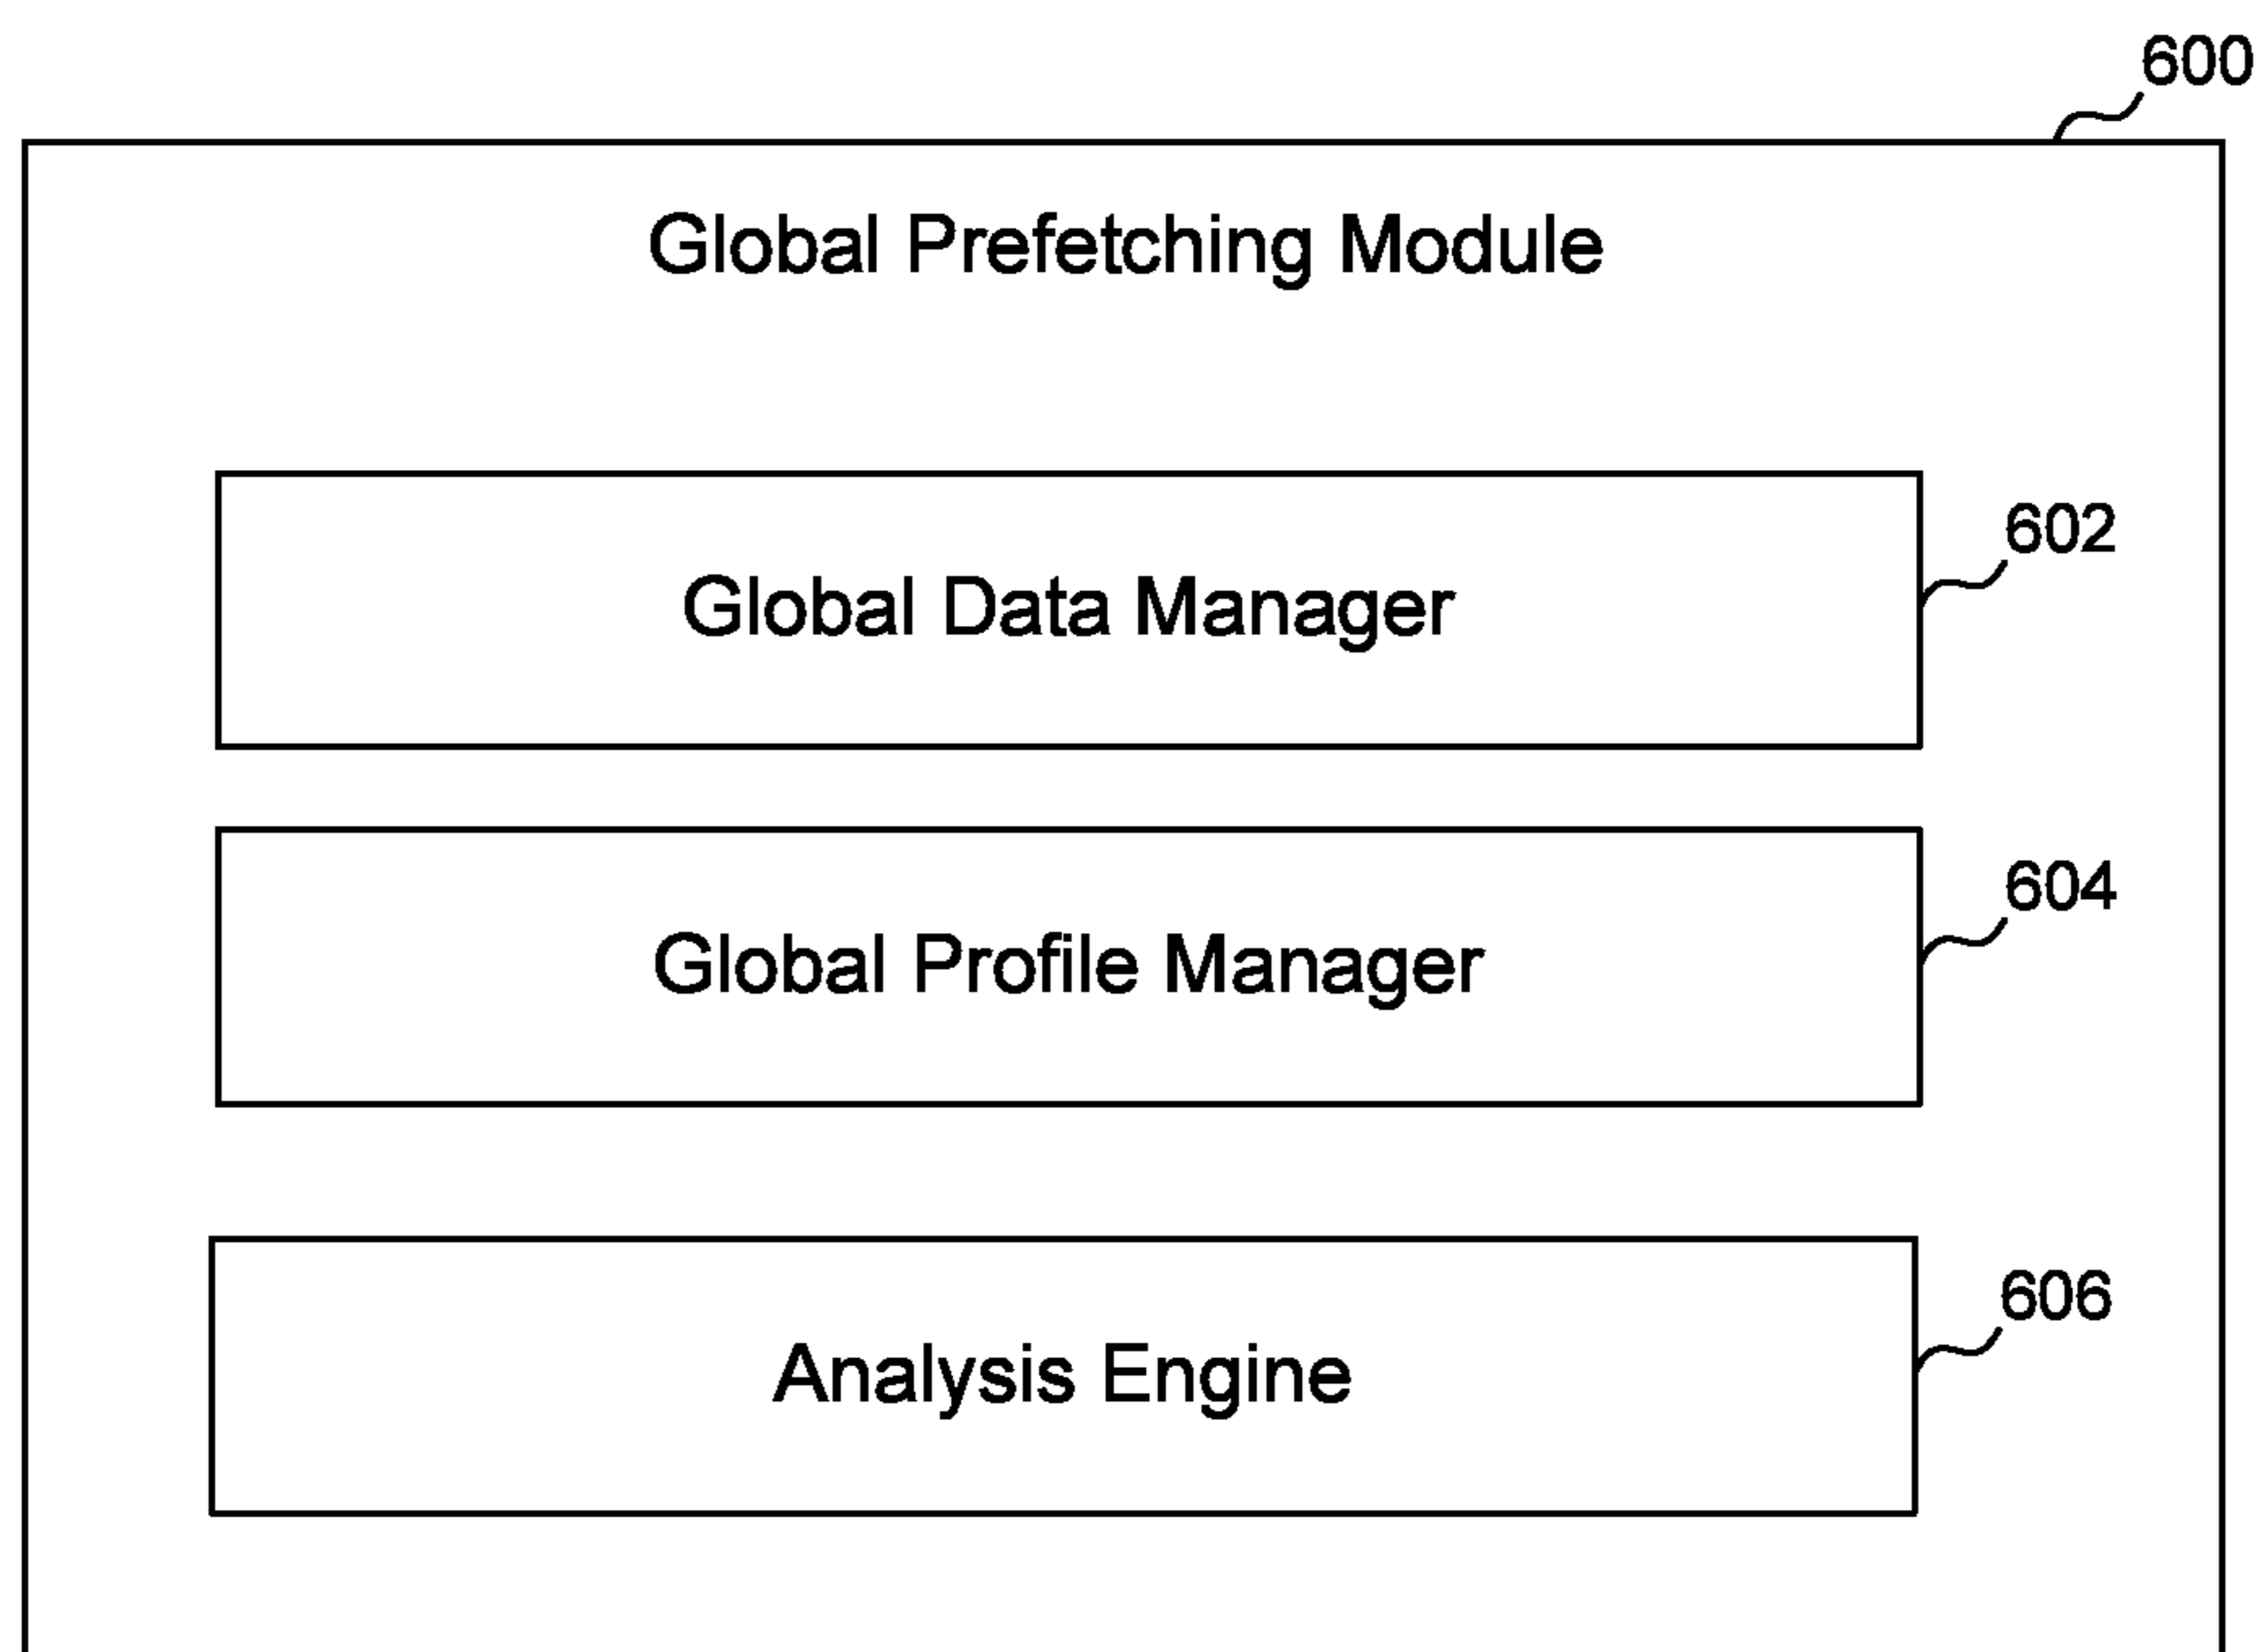 600
Global Prefetching Module
602
Global Data Manager
604
Global Profile Manager
606
Analysis Engine